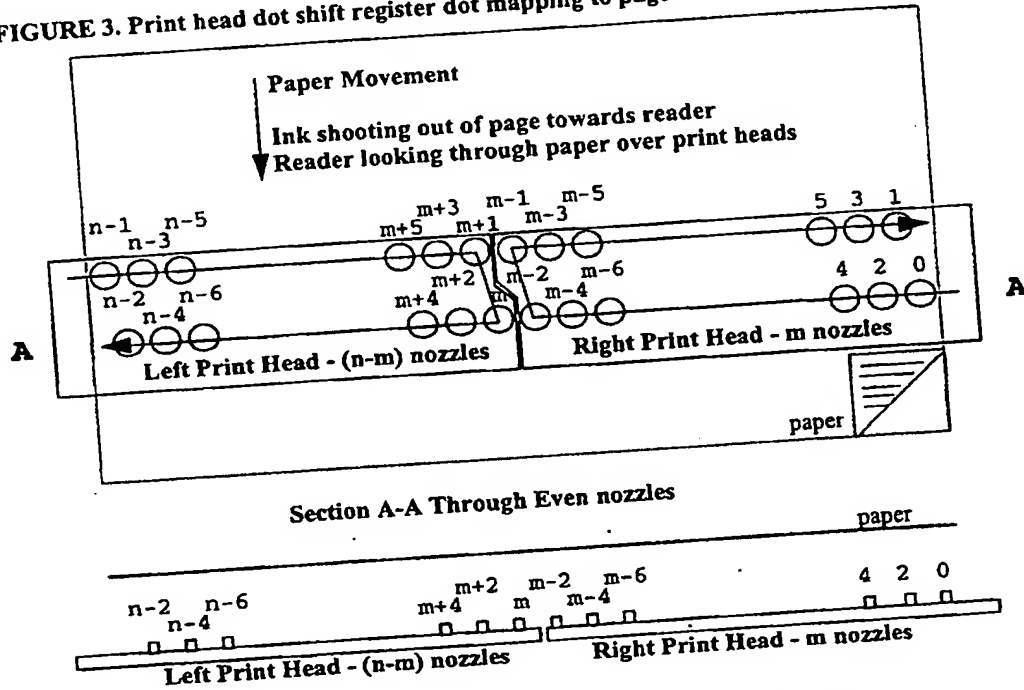 FIGURE 3. Print head dot shift register dot mapping to page
Paper Movement
Ink shooting out of page towards reader
Reader looking through paper over print heads
n-1 n-3 n-5 m+5 m+3 m+1 m-1 m-3 m-5 5 3 1
n-2 n-4 n-6 m+4 m+2 m m-2 m-4 m-6 4 2 0
A A
Left Print Head - (n-m) nozzles Right Print Head - m nozzles
paper
Section A-A Through Even nozzles
paper
n-2 n-4 n-6 m+4 m+2 m m-2 m-4 m-6 4 2 0
Left Print Head - (n-m) nozzles Right Print Head - m nozzles